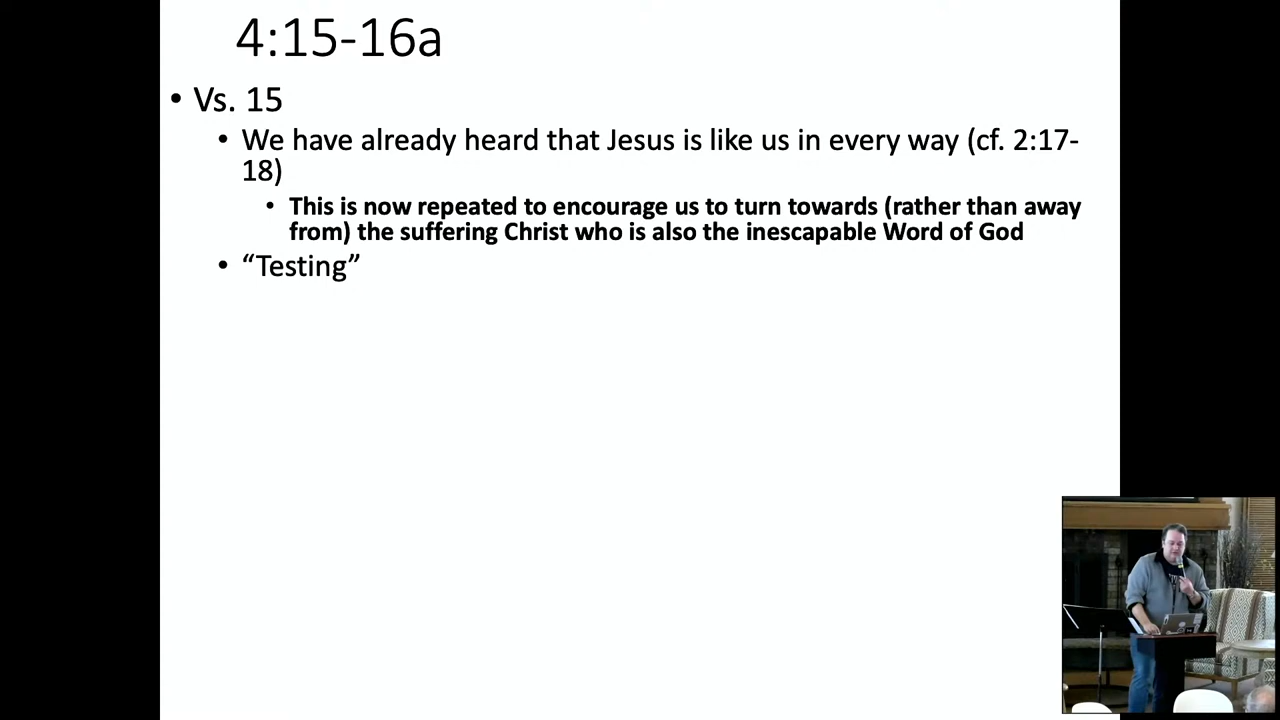 4:15-16a
• Vs. 15
• We have already heard that Jesus is like us in every way (cf. 2:17-
18)
• This is now repeated to encourage us to turn towards (rather than away
from) the suffering Christ who is also the inescapable Word of God
• “Testing”